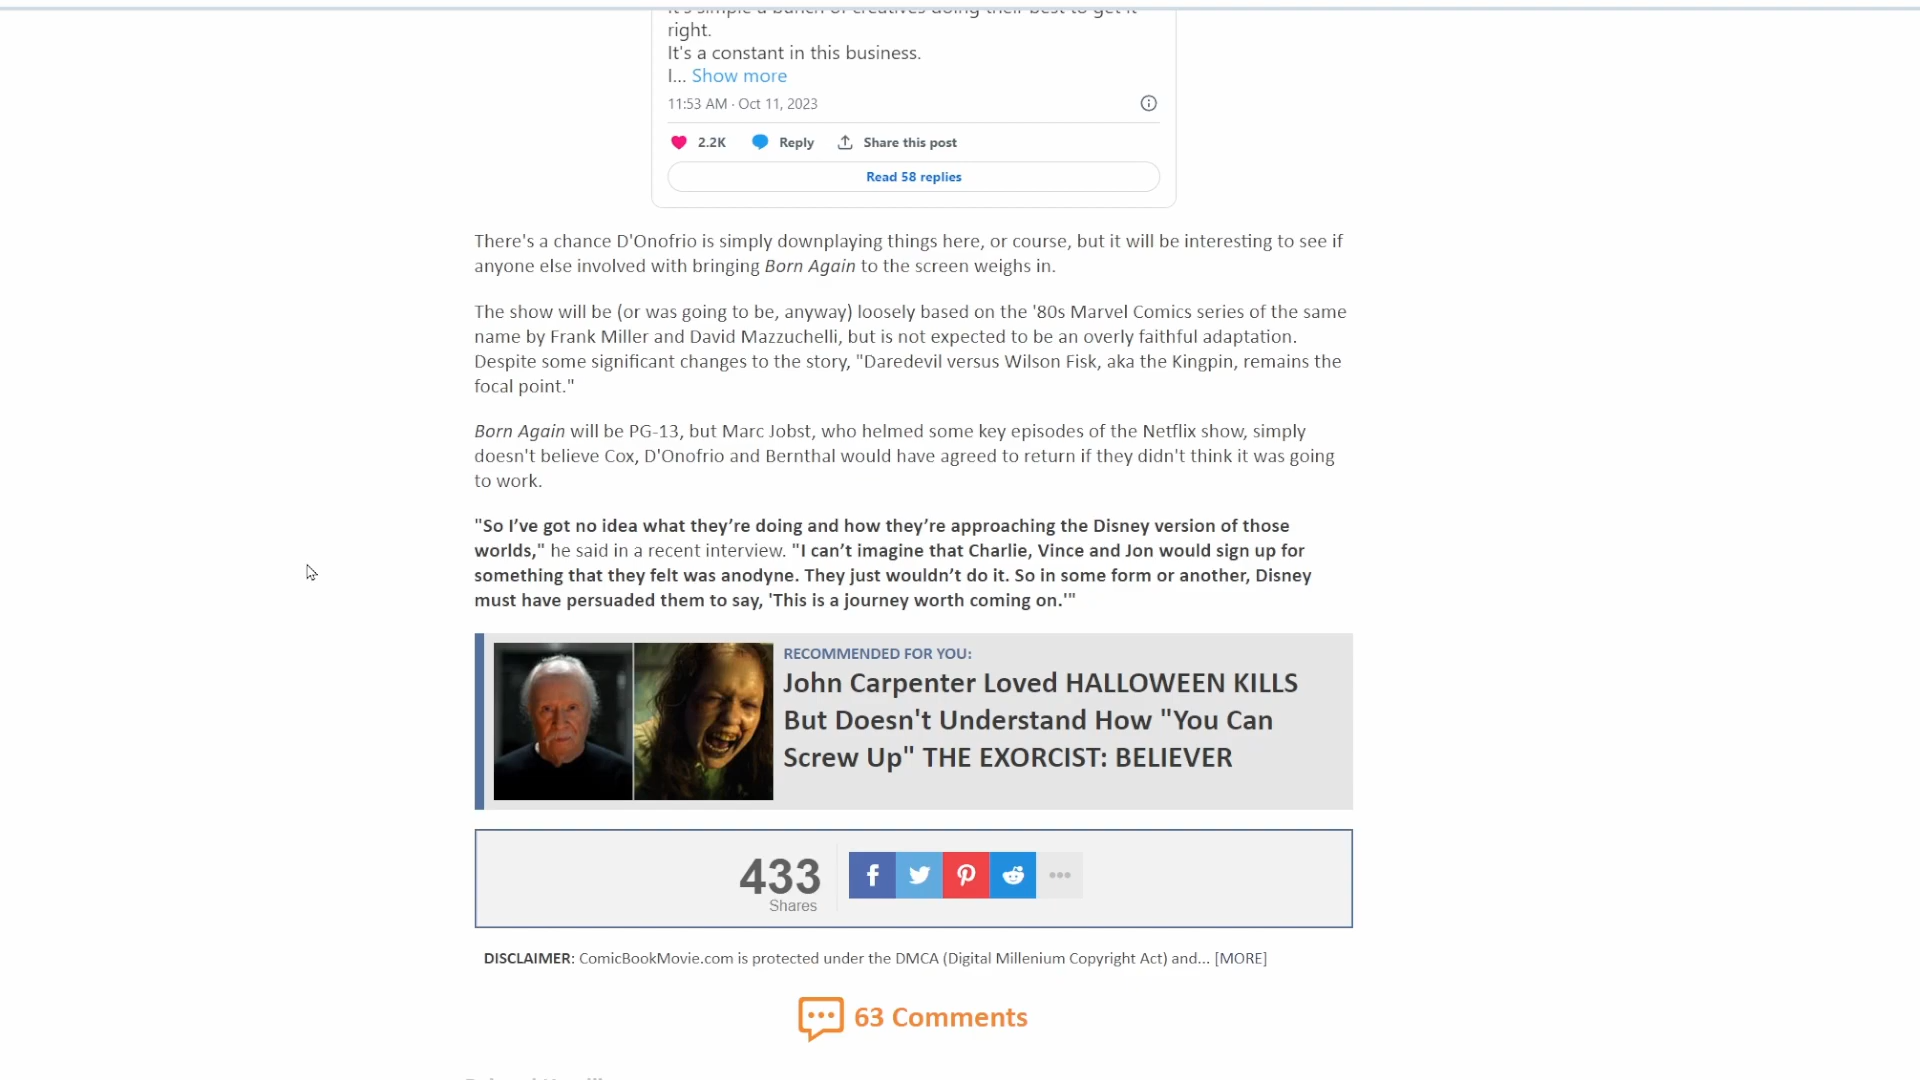 It's simple a bunch of creatives doing their best to get it
right.
It's a constant in this business.
I... Show more
11:53 AM · Oct 11, 2023
2.2K Reply Share this post
Read 58 replies
There's a chance D'Onofrio is simply downplaying things here, or course, but it will be interesting to see if
anyone else involved with bringing Born Again to the screen weighs in.
The show will be (or was going to be, anyway) loosely based on the '80s Marvel Comics series of the same
name by Frank Miller and David Mazzuchelli, but is not expected to be an overly faithful adaptation.
Despite some significant changes to the story, "Daredevil versus Wilson Fisk, aka the Kingpin, remains the
focal point."
Born Again will be PG-13, but Marc Jobst, who helmed some key episodes of the Netflix show, simply
doesn't believe Cox, D'Onofrio and Bernthal would have agreed to return if they didn't think it was going
to work.
"So I’ve got no idea what they’re doing and how they’re approaching the Disney version of those
worlds," he said in a recent interview. "I can’t imagine that Charlie, Vince and Jon would sign up for
something that they felt was anodyne. They just wouldn’t do it. So in some form or another, Disney
must have persuaded them to say, 'This is a journey worth coming on.'"
RECOMMENDED FOR YOU:
John Carpenter Loved HALLOWEEN KILLS
But Doesn't Understand How "You Can
Screw Up" THE EXORCIST: BELIEVER
433
Shares
DISCLAIMER: ComicBookMovie.com is protected under the DMCA (Digital Millenium Copyright Act) and... [MORE]
63 Comments